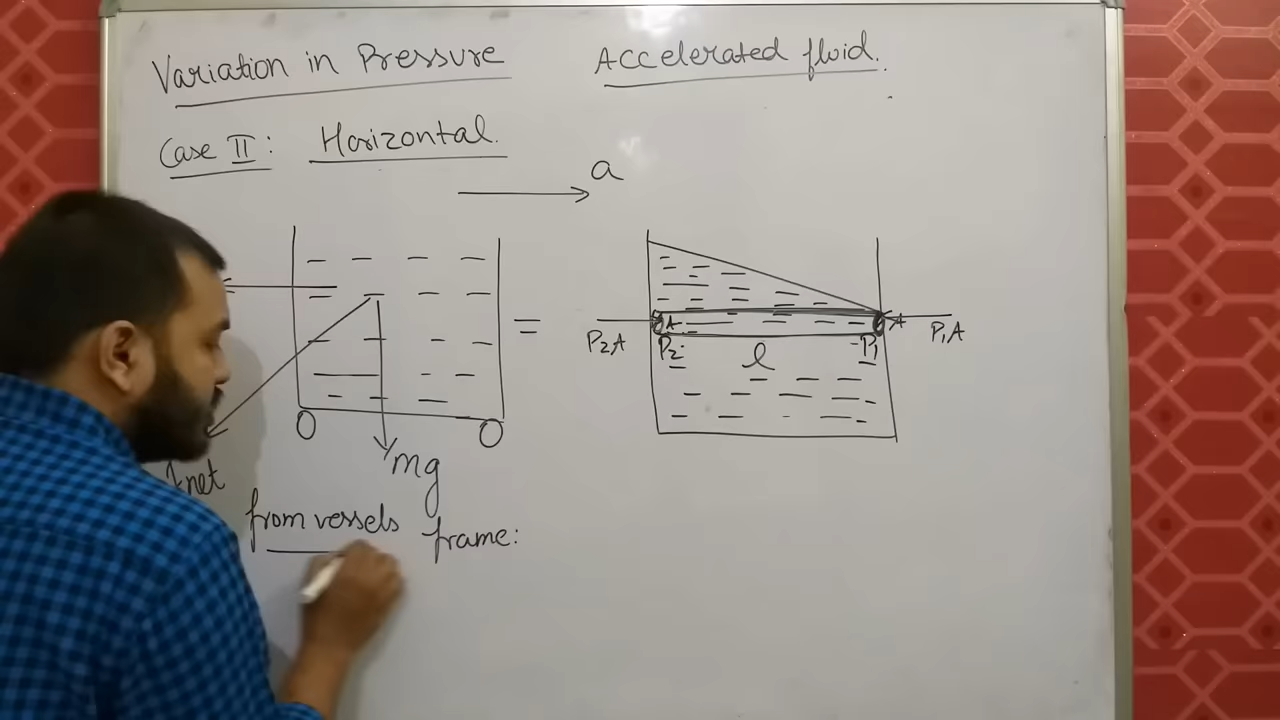 Variation in Pressure Accelerated fluid.
Case II: Horizontal.
a
=
P2A A A P1A
P2 l P1
mg
net
from vessels frame: